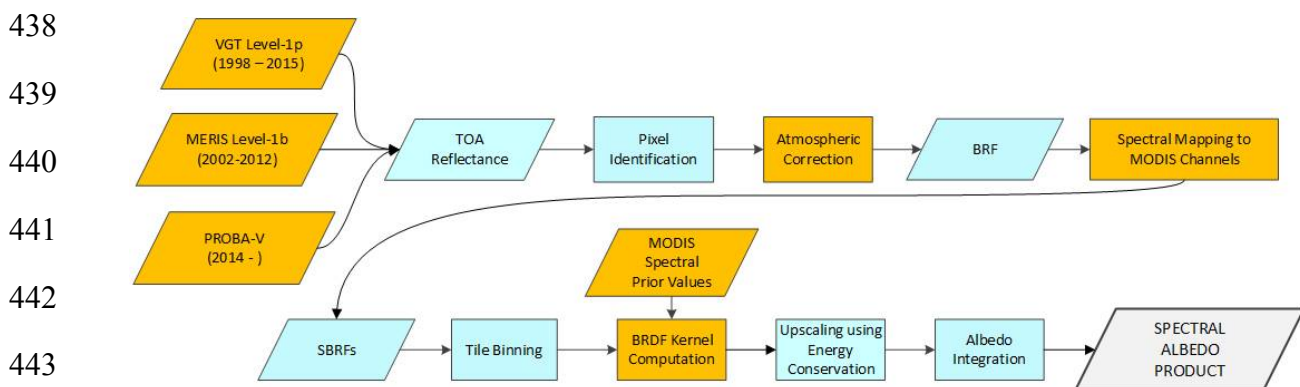 438
VGT Level-1p
(1998 – 2015)
439
MERIS Level-1b
(2002-2012)
TOA
Reflectance
Pixel
Identification
Atmospheric
Correction
BRF
Spectral Mapping to
MODIS Channels
440
441
PROBA-V
(2014 - )
MODIS
Spectral
Prior Values
442
SBRFs
Tile Binning
BRDF Kernel
Computation
Upscaling using
Energy
Conservation
Albedo
Integration
SPECTRAL
ALBEDO
PRODUCT
443